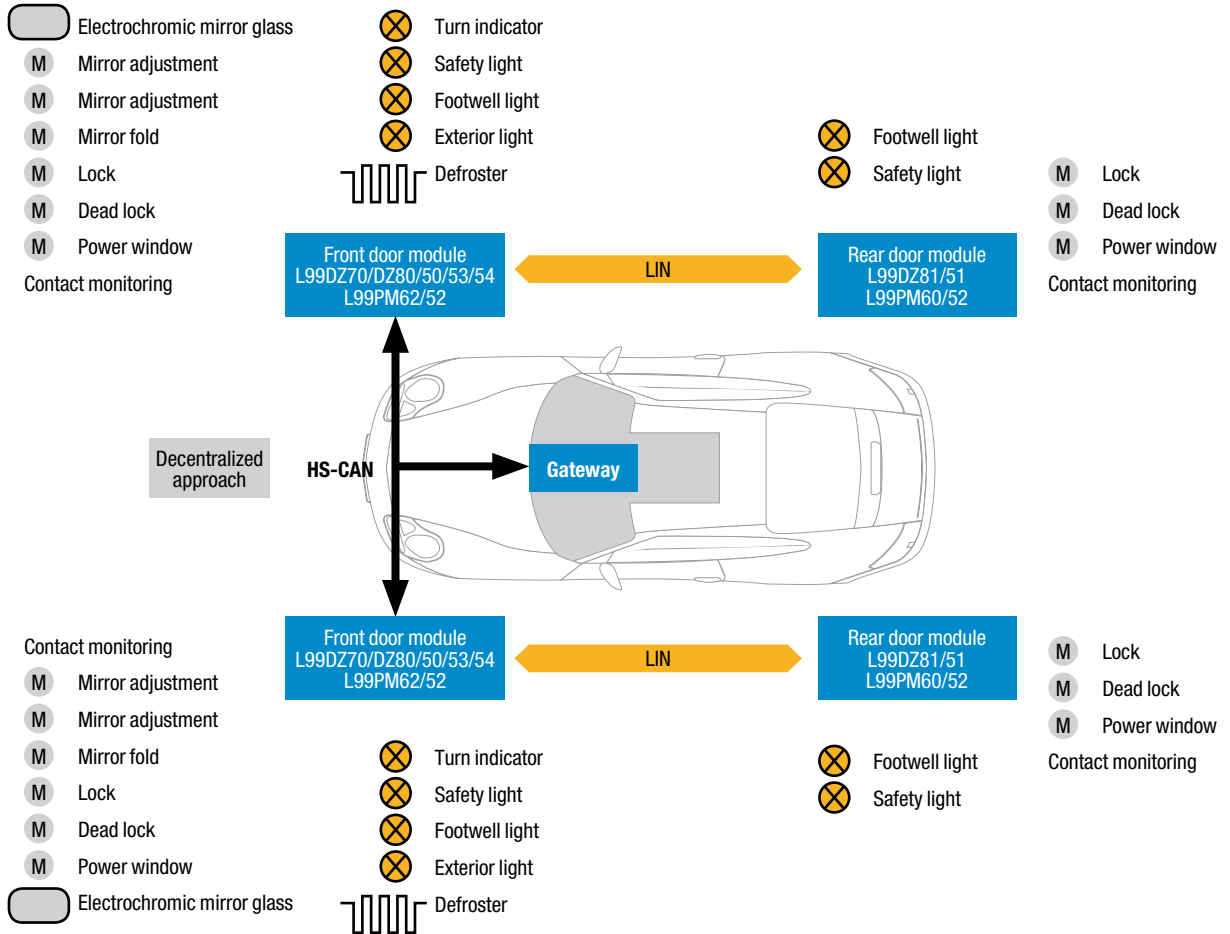 Electrochromic mirror glass
M Mirror adjustment
M Mirror adjustment
M Mirror fold
M Lock
M Dead lock
M Power window
Contact monitoring
Turn indicator
Safety light
Footwell light
Exterior light
Defroster
Footwell light
Safety light
M Lock
M Dead lock
M Power window
Contact monitoring
Front door module
L99DZ70/DZ80/50/53/54
L99PM62/52
LIN
Rear door module
L99DZ81/51
L99PM60/52
Decentralized
approach
HS-CAN
Gateway
Front door module
L99DZ70/DZ80/50/53/54
L99PM62/52
LIN
Rear door module
L99DZ81/51
L99PM60/52
Contact monitoring
M Mirror adjustment
M Mirror adjustment
M Mirror fold
M Lock
M Dead lock
M Power window
Electrochromic mirror glass
Turn indicator
Safety light
Footwell light
Exterior light
Defroster
Footwell light
Safety light
M Lock
M Dead lock
M Power window
Contact monitoring